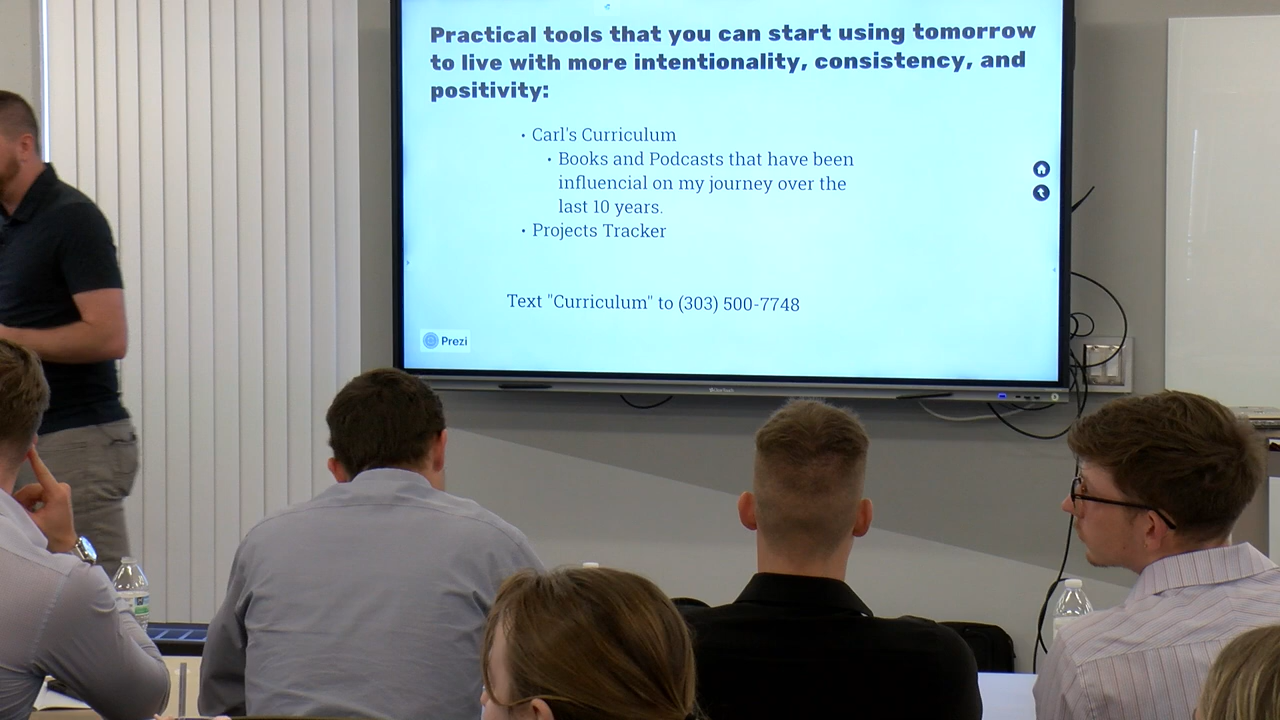 Practical tools that you can start using tomorrow
to live with more intentionality, consistency, and
positivity:
• Carl's Curriculum
• Books and Podcasts that have been
influencial on my journey over the
last 10 years.
• Projects Tracker
Text "Curriculum" to (303) 500-7748
Prezi